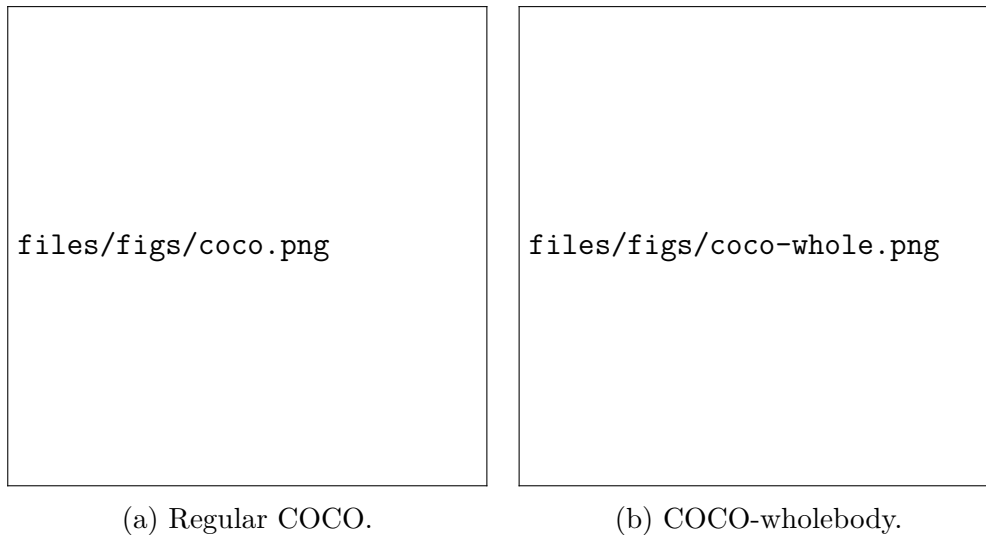 files/figs/coco.png
files/figs/coco-whole.png
(a) Regular COCO.
(b) COCO-wholebody.